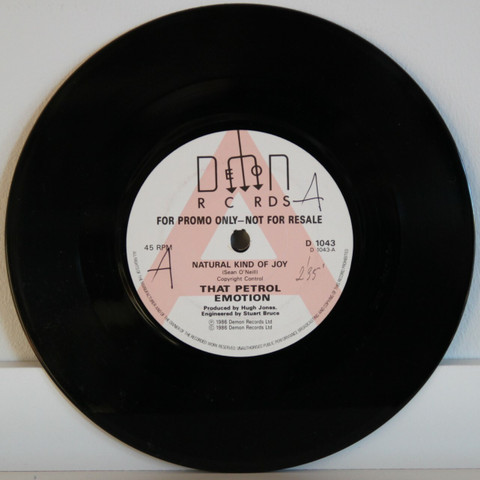 DEMON
RECORDS
A
FOR PROMO ONLY—NOT FOR RESALE
45 RPM
D 1043
D-1043-A
A
NATURAL KIND OF JOY
(Sean O'Neill)
Copyright Control
2'35"
THAT PETROL
EMOTION
Produced by Hugh Jones.
Engineered by Stuart Bruce
Ⓟ 1986 Demon Records Ltd
© 1986 Demon Records Ltd